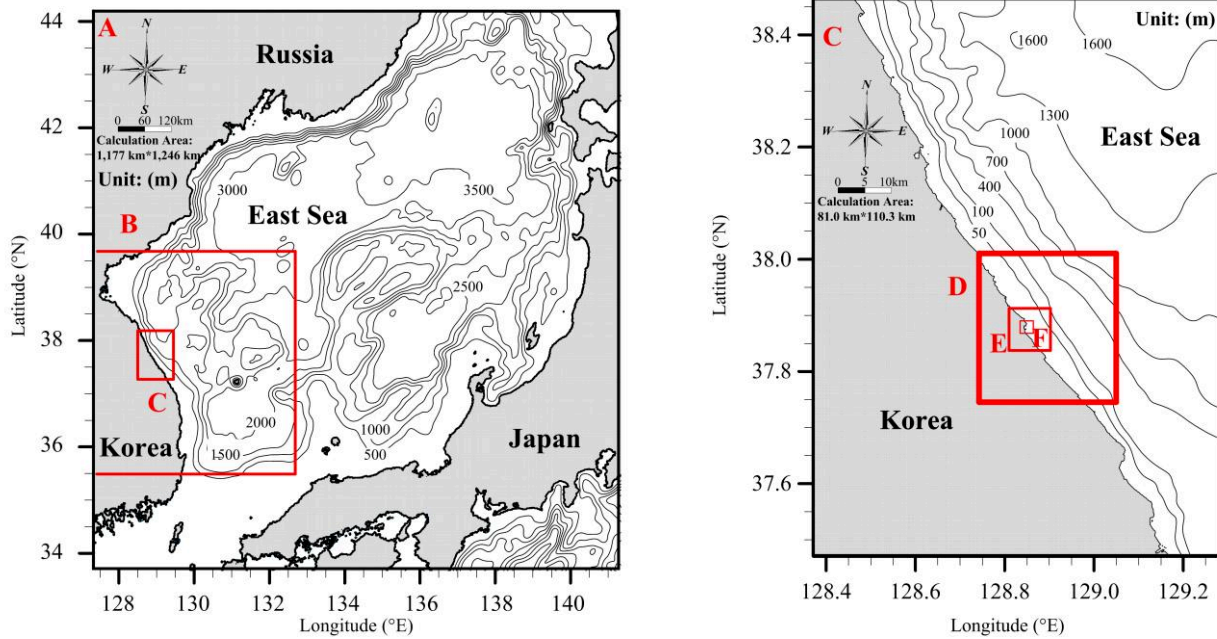 A
N
W E
S
0 60 120km
Calculation Area:
1,177 km*1,246 km
Unit: (m)
Russia
East Sea
Japan
Korea
B
C
3000
3500
2500
2000
1500
1000
500
44
42
40
38
36
34
Latitude (°N)
128 130 132 134 136 138 140
Longitude (°E)
C
Unit: (m)
N
W E
S
0 5 10km
Calculation Area:
81.0 km*110.3 km
East Sea
Korea
1600
1600
1300
1000
700
400
100
50
D
E
F
38.4
38.2
38.0
37.8
37.6
Latitude (°N)
128.4 128.6 128.8 129.0 129.2
Longitude (°E)